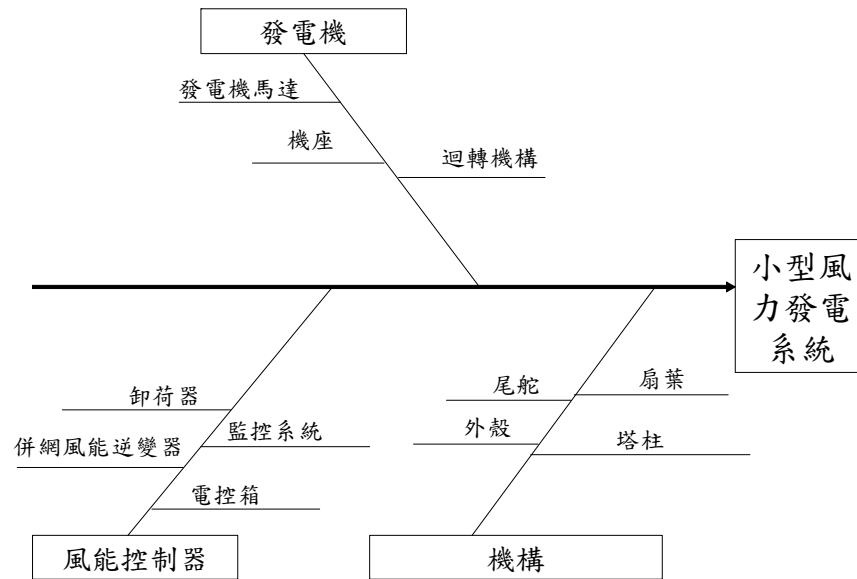 發電機
發電機馬達
機座
迴轉機構
小型風
力發電
系統
卸荷器
監控系統
併網風能逆變器
電控箱
風能控制器
尾舵
扇葉
外殼
塔柱
機構